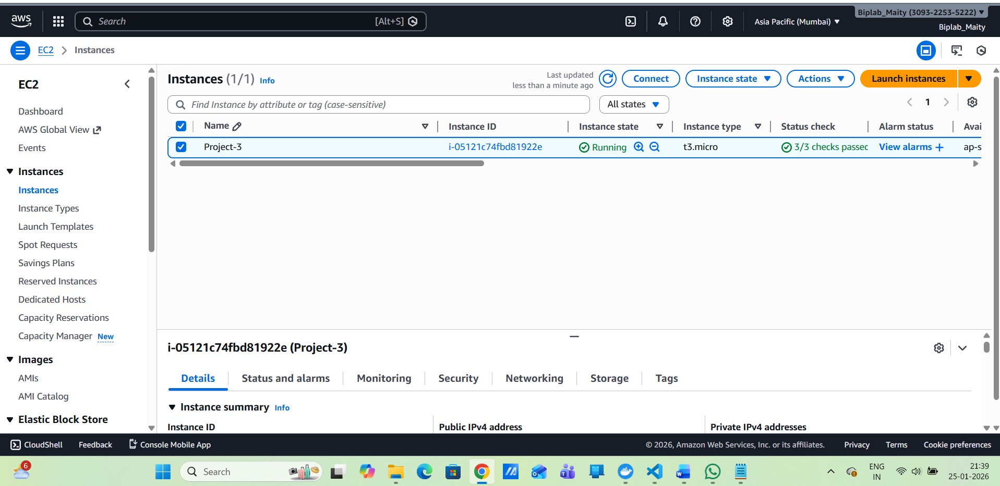 aws
Search
[Alt+S]
Asia Pacific (Mumbai)
Biplab_Maity (3093-2253-5222)
Biplab_Maity
EC2
Instances
EC2
Dashboard
AWS Global View
Events
Instances
Instances
Instance Types
Launch Templates
Spot Requests
Savings Plans
Reserved Instances
Dedicated Hosts
Capacity Reservations
Capacity Manager New
Images
AMIs
AMI Catalog
Elastic Block Store
Instances (1/1) Info
Last updated
less than a minute ago
Connect
Instance state
Actions
Launch instances
Find Instance by attribute or tag (case-sensitive)
All states
1
Name Instance ID Instance state Instance type Status check Alarm status Avai
Project-3 i-05121c74fbd81922e Running t3.micro 3/3 checks passed View alarms + ap-s
i-05121c74fbd81922e (Project-3)
Details Status and alarms Monitoring Security Networking Storage Tags
Instance summary Info
Instance ID Public IPv4 address Private IPv4 addresses
CloudShell Feedback Console Mobile App © 2026, Amazon Web Services, Inc. or its affiliates. Privacy Terms Cookie preferences
6
Search
ENG
IN
21:39
25-01-2026